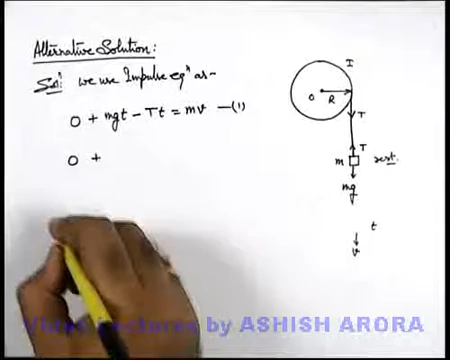 Alternative Solution:
Solⁿ: we use Impulse eqⁿ as-
0 + mgt - Tt = mv —(1)
0 +
I
O
R
T
T
m
rest.
mg
t
v
Video Lectures by ASHISH ARORA